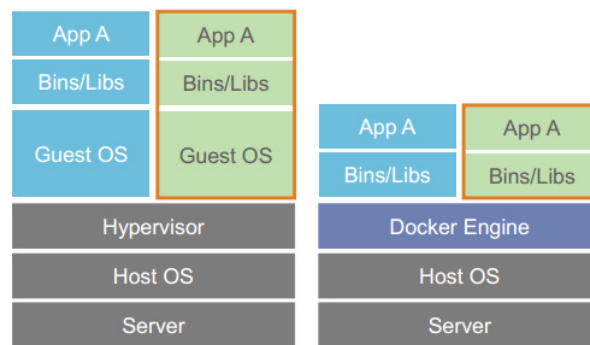 App A
App A
Bins/Libs
Bins/Libs
Guest OS
Guest OS
Hypervisor
Host OS
Server
App A
App A
Bins/Libs
Bins/Libs
Docker Engine
Host OS
Server